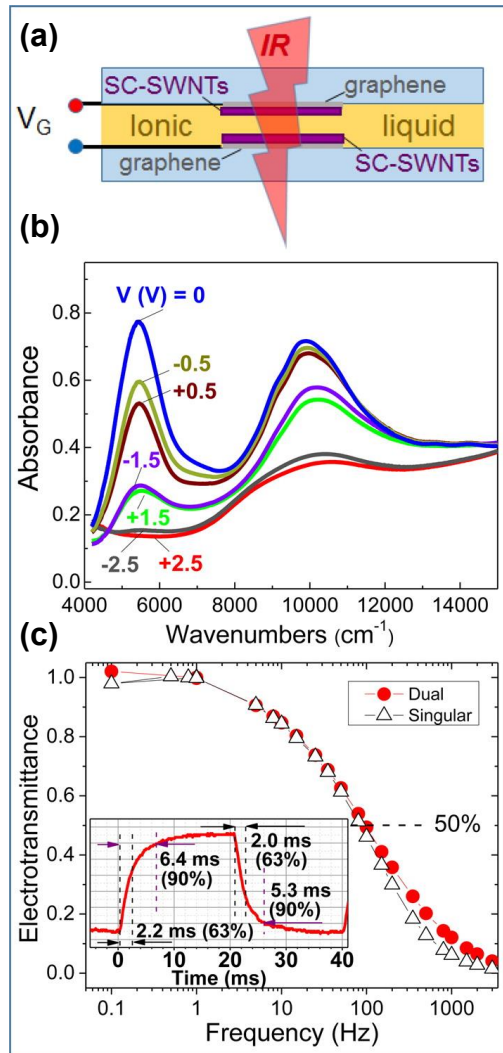 (a)
IR
SC-SWNTs
graphene
V_G
Ionic
liquid
graphene
SC-SWNTs
(b)
V (V) = 0
-0.5
+0.5
-1.5
+1.5
-2.5
+2.5
Absorbance
0.8
0.6
0.4
0.2
0.0
4000 6000 8000 10000 12000 14000
Wavenumbers (cm⁻¹)
(c)
Electrotransmittance
1.0
0.8
0.6
0.4
0.2
0.0
Dual
Singular
50%
6.4 ms
(90%)
2.0 ms
(63%)
5.3 ms
(90%)
2.2 ms (63%)
0 20 40
Time (ms)
0.1 1 10 100 1000
Frequency (Hz)